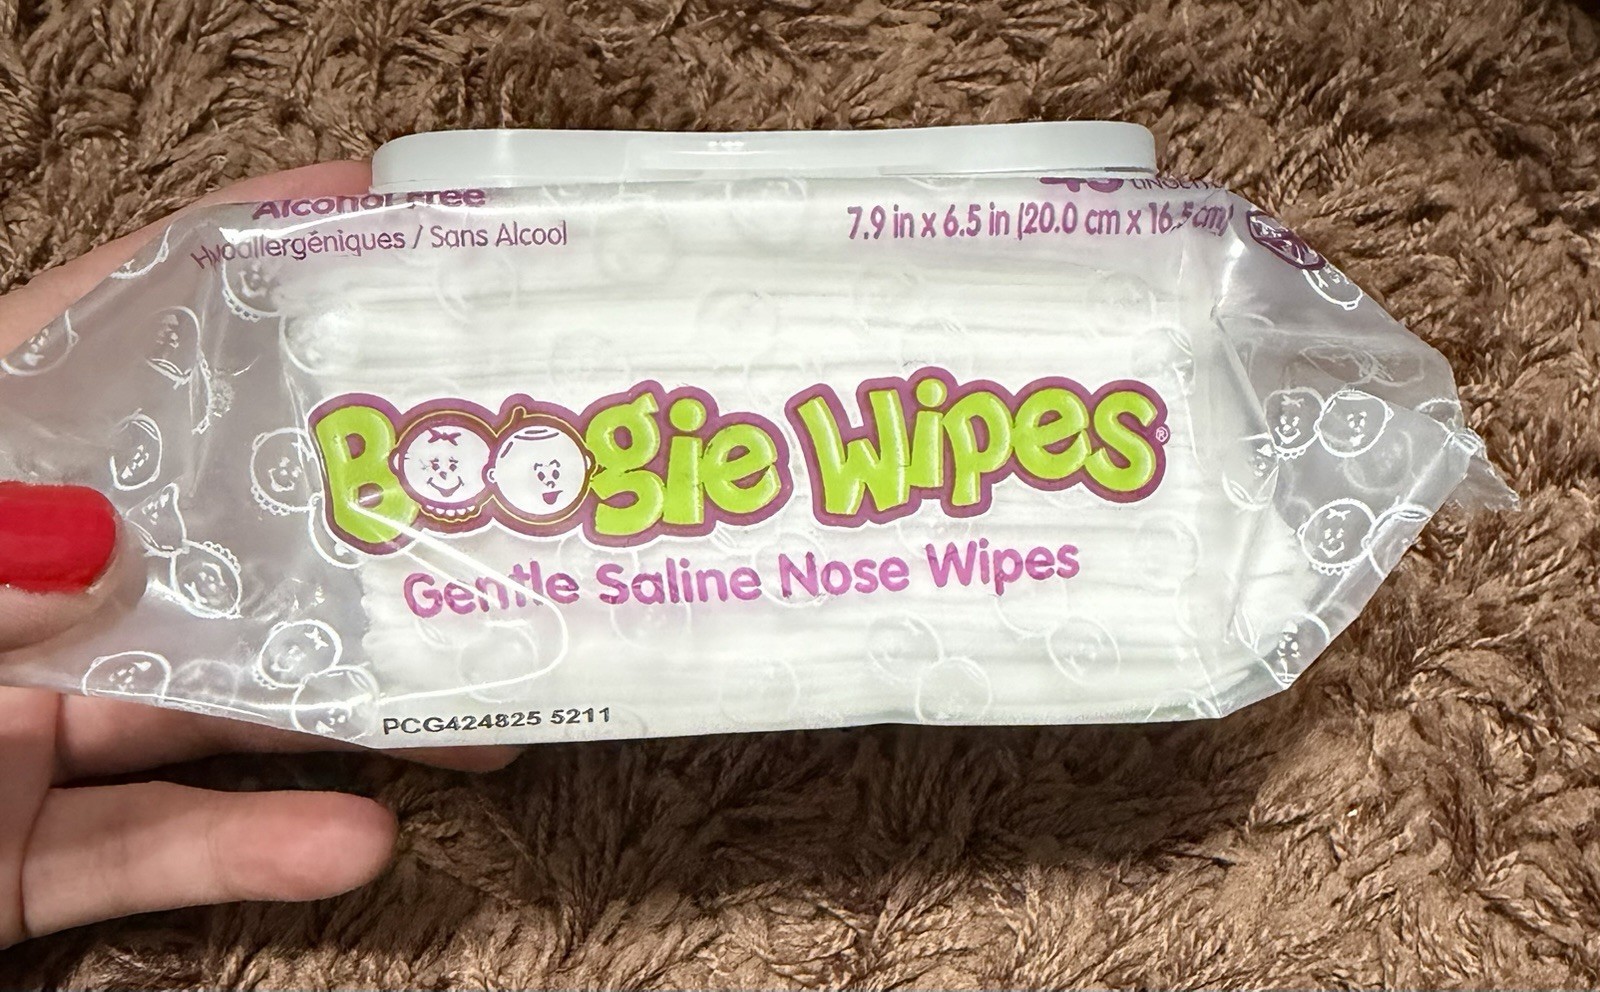 Alcohol Free
Hypoallergéniques / Sans Alcool
7.9 in x 6.5 in (20.0 cm x 16.5 cm)
Boogie Wipes®
Gentle Saline Nose Wipes
PCG424825 5211